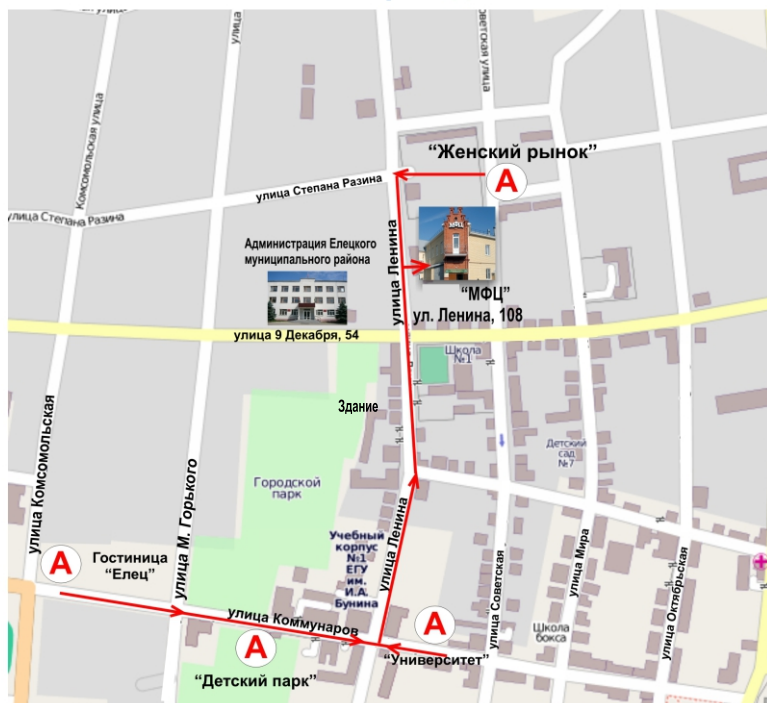 улица
улица
оветская улица
Комсомольская улица
“Женский рынок”
А
улица Степана Разина
улица Степана Разина
Администрация Елецкого
муниципального района
улица Ленина
МФЦ
“МФЦ”
ул. Ленина, 108
улица 9 Декабря, 54
Школа
№1
Здание
Городской
парк
Детский
сад
№7
улица Комсомольская
улица М. Горького
Учебный
корпус
№1
ЕГУ
им.
И.А.
Бунина
улица Ленина
улица Советская
улица Мира
улица Октябрьская
А
Гостиница
“Елец”
улица Коммунаров
А
“Детский парк”
А
“Университет”
Школа
бокса